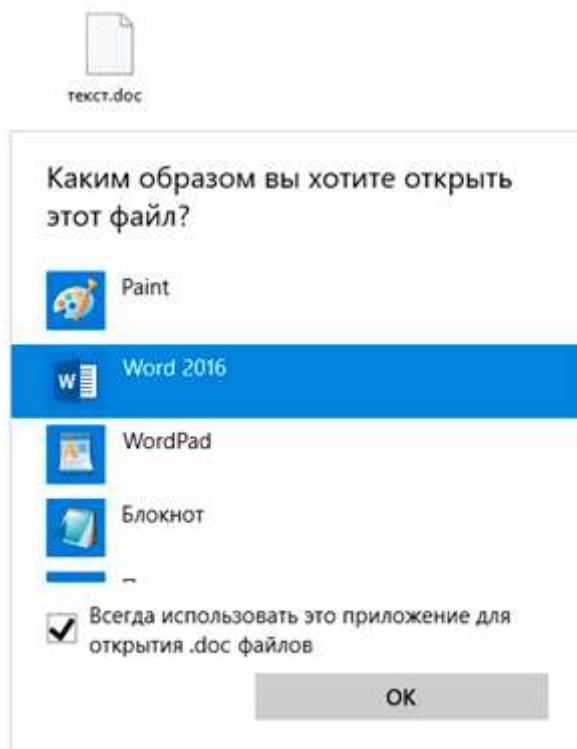 текст.doc
Каким образом вы хотите открыть
этот файл?
Paint
Word 2016
WordPad
Блокнот
Всегда использовать это приложение для
открытия .doc файлов
OK